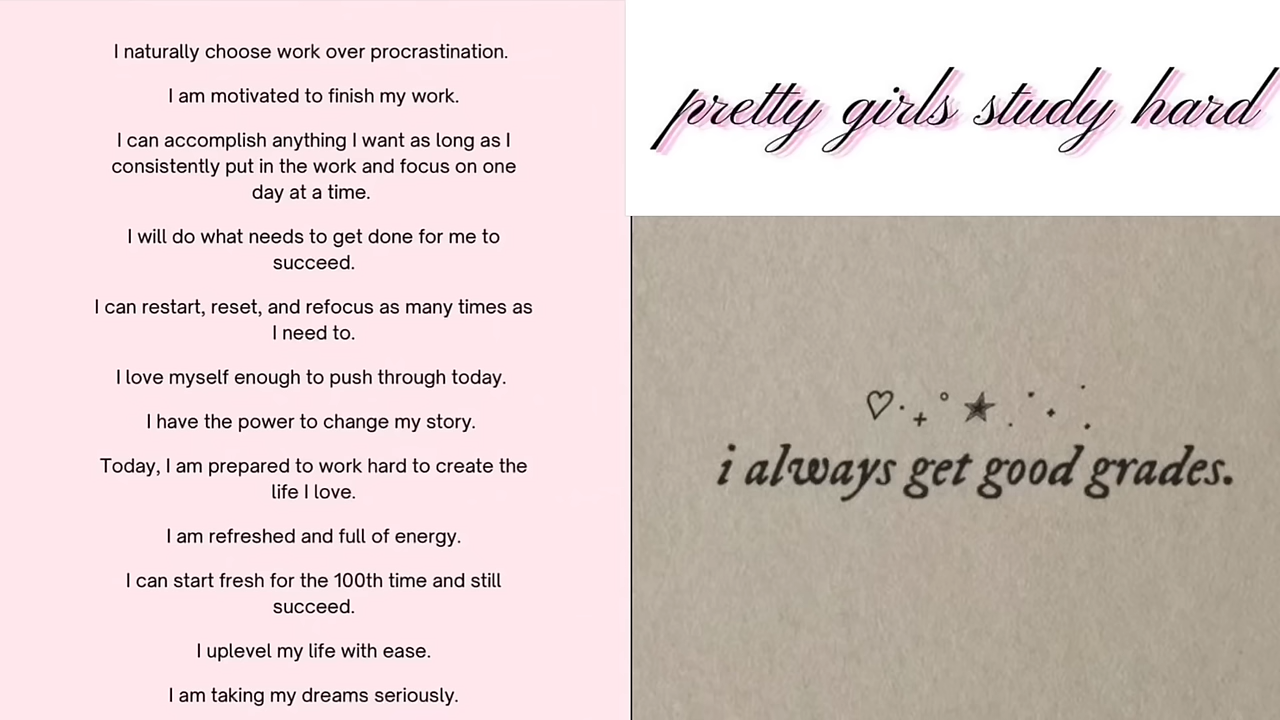 I naturally choose work over procrastination.
I am motivated to finish my work.
I can accomplish anything I want as long as I
consistently put in the work and focus on one
day at a time.
I will do what needs to get done for me to
succeed.
I can restart, reset, and refocus as many times as
I need to.
I love myself enough to push through today.
I have the power to change my story.
Today, I am prepared to work hard to create the
life I love.
I am refreshed and full of energy.
I can start fresh for the 100th time and still
succeed.
I uplevel my life with ease.
I am taking my dreams seriously.
pretty girls study hard
i always get good grades.